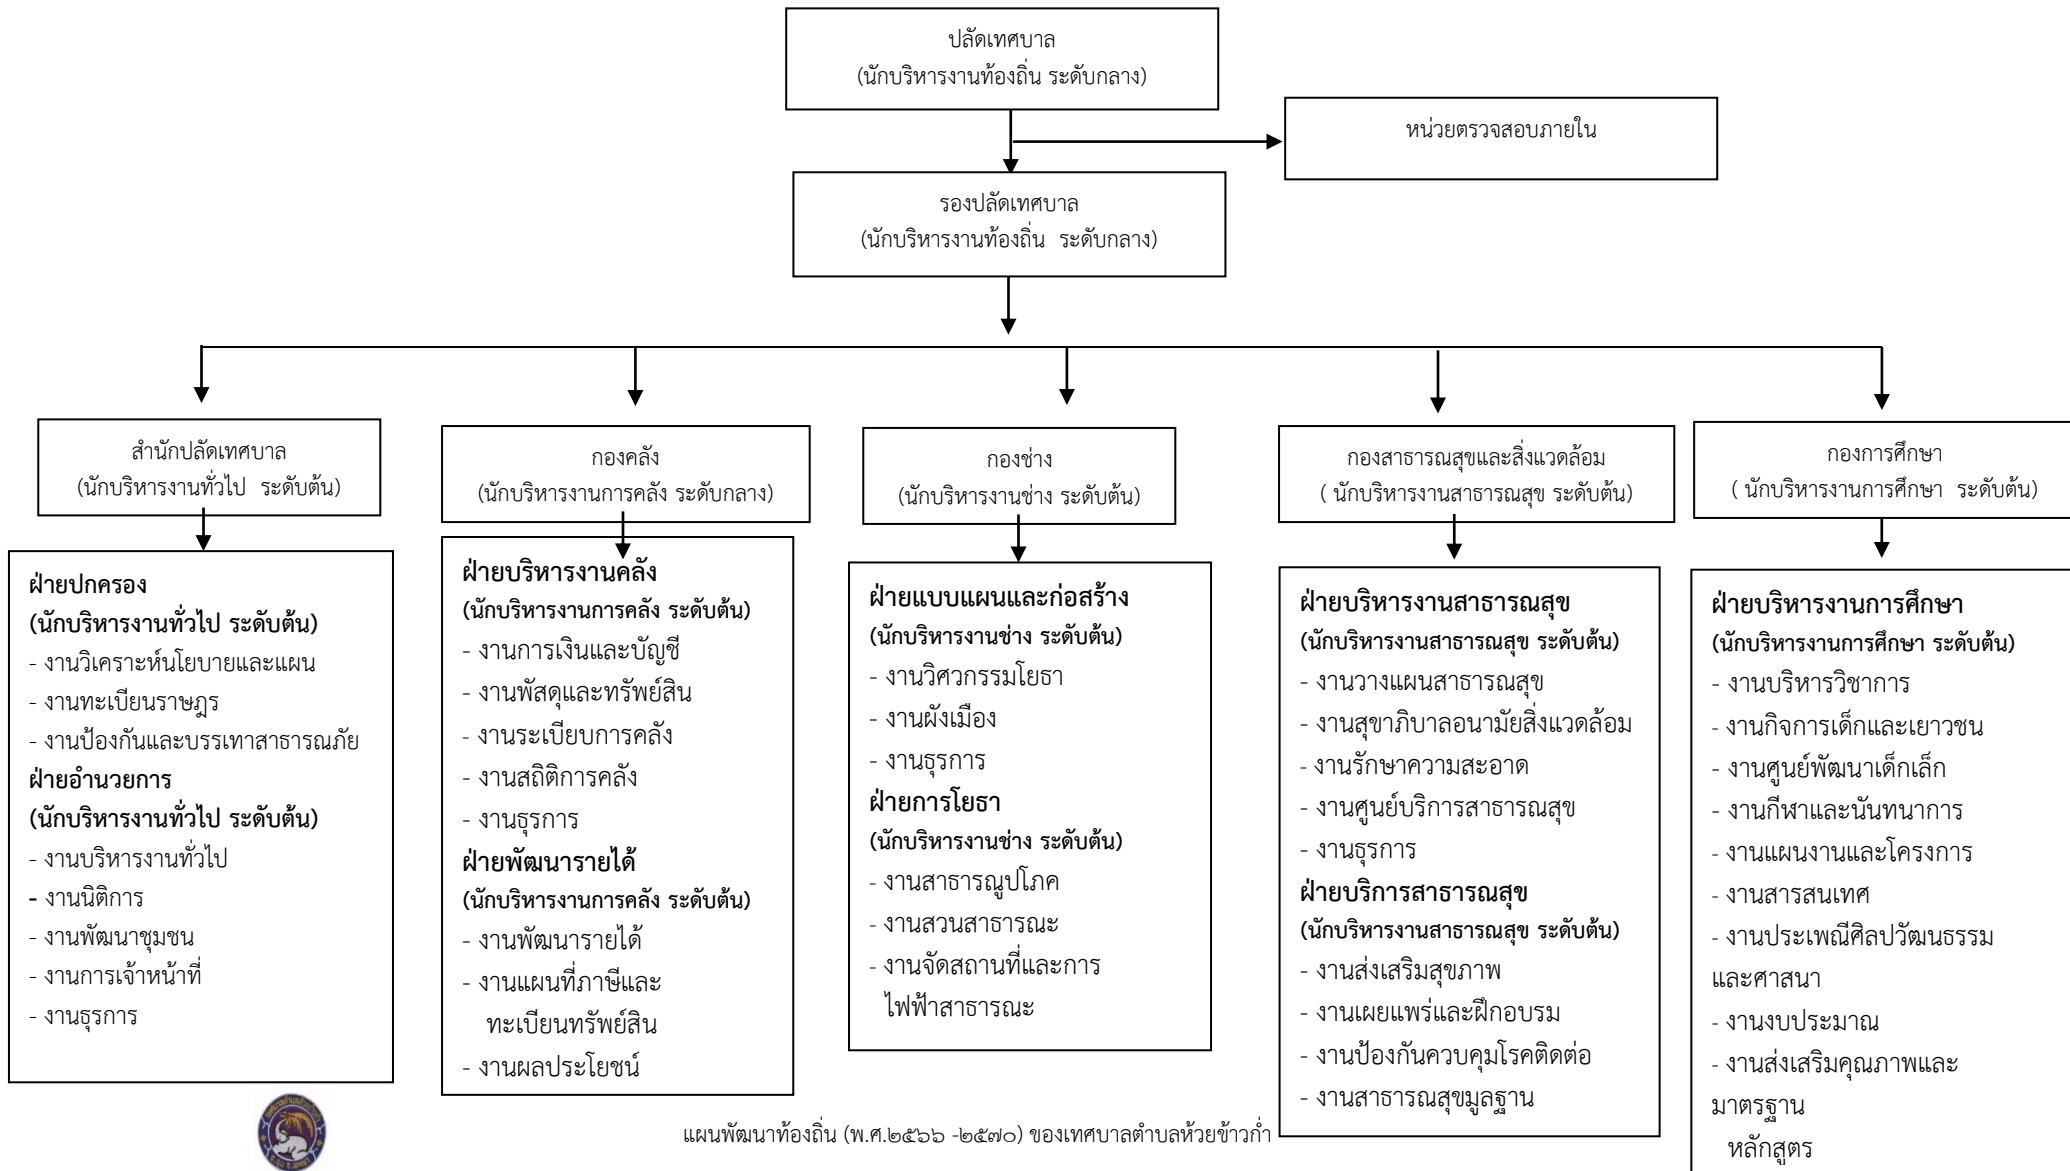 ปลัดเทศบาล
(นักบริหารงานท้องถิ่น ระดับกลาง)
หน่วยตรวจสอบภายใน
รองปลัดเทศบาล
(นักบริหารงานท้องถิ่น ระดับกลาง)
สำนักปลัดเทศบาล
(นักบริหารงานทั่วไป ระดับต้น)
กองคลัง
(นักบริหารงานการคลัง ระดับกลาง)
กองช่าง
(นักบริหารงานช่าง ระดับต้น)
กองสาธารณสุขและสิ่งแวดล้อม
( นักบริหารงานสาธารณสุข ระดับต้น)
กองการศึกษา
( นักบริหารงานการศึกษา ระดับต้น)
ฝ่ายปกครอง
(นักบริหารงานทั่วไป ระดับต้น)
- งานวิเคราะห์นโยบายและแผน
- งานทะเบียนราษฎร
- งานป้องกันและบรรเทาสาธารณภัย
ฝ่ายอำนวยการ
(นักบริหารงานทั่วไป ระดับต้น)
- งานบริหารงานทั่วไป
- งานนิติการ
- งานพัฒนาชุมชน
- งานการเจ้าหน้าที่
- งานธุรการ
ฝ่ายบริหารงานคลัง
(นักบริหารงานการคลัง ระดับต้น)
- งานการเงินและบัญชี
- งานพัสดุและทรัพย์สิน
- งานระเบียบการคลัง
- งานสถิติการคลัง
- งานธุรการ
ฝ่ายพัฒนารายได้
(นักบริหารงานการคลัง ระดับต้น)
- งานพัฒนารายได้
- งานแผนที่ภาษีและ
ทะเบียนทรัพย์สิน
- งานผลประโยชน์
ฝ่ายแบบแผนและก่อสร้าง
(นักบริหารงานช่าง ระดับต้น)
- งานวิศวกรรมโยธา
- งานผังเมือง
- งานธุรการ
ฝ่ายการโยธา
(นักบริหารงานช่าง ระดับต้น)
- งานสาธารณูปโภค
- งานสวนสาธารณะ
- งานจัดสถานที่และการ
ไฟฟ้าสาธารณะ
ฝ่ายบริหารงานสาธารณสุข
(นักบริหารงานสาธารณสุข ระดับต้น)
- งานวางแผนสาธารณสุข
- งานสุขาภิบาลอนามัยสิ่งแวดล้อม
- งานรักษาความสะอาด
- งานศูนย์บริการสาธารณสุข
- งานธุรการ
ฝ่ายบริการสาธารณสุข
(นักบริหารงานสาธารณสุข ระดับต้น)
- งานส่งเสริมสุขภาพ
- งานเผยแพร่และฝึกอบรม
- งานป้องกันควบคุมโรคติดต่อ
- งานสาธารณสุขมูลฐาน
ฝ่ายบริหารงานการศึกษา
(นักบริหารงานการศึกษา ระดับต้น)
- งานบริหารวิชาการ
- งานกิจการเด็กและเยาวชน
- งานศูนย์พัฒนาเด็กเล็ก
- งานกีฬาและนันทนาการ
- งานแผนงานและโครงการ
- งานสารสนเทศ
- งานประเพณีศิลปวัฒนธรรม
และศาสนา
- งานงบประมาณ
- งานส่งเสริมคุณภาพและ
มาตรฐาน
หลักสูตร
แผนพัฒนาท้องถิ่น (พ.ศ.๒๕๖๖ -๒๕๗๐) ของเทศบาลตำบลห้วยข้าวก่ำ